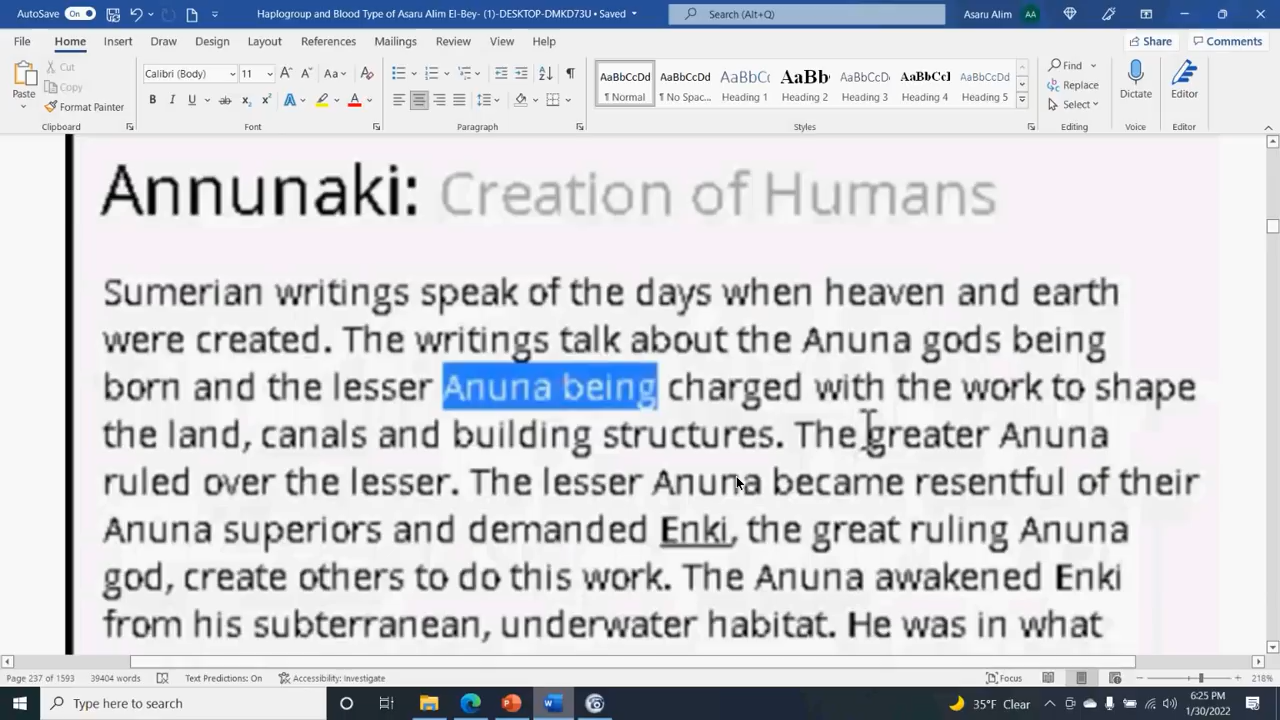 AutoSave On Haplogroup and Blood Type of Asaru Alim El-Bey- (1)-DESKTOP-DMKD73U • Saved Search (Alt+Q) Asaru Alim AA
File Home Insert Draw Design Layout References Mailings Review View Help Share Comments
Paste Cut Copy Format Painter
Calibri (Body) 11 Aa
B I U ab x₂ x² A A
AaBbCcDd AaBbCcDd AaBbCc AaBb AaBbCcDd AaBbCcI AaBbCcDd
¶ Normal ¶ No Spac... Heading 1 Heading 2 Heading 3 Heading 4 Heading 5
Find Replace Select
Dictate Editor
Clipboard Font Paragraph Styles Editing Voice Editor
Annunaki: Creation of Humans
Sumerian writings speak of the days when heaven and earth
were created. The writings talk about the Anuna gods being
born and the lesser Anuna being charged with the work to shape
the land, canals and building structures. The greater Anuna
ruled over the lesser. The lesser Anuna became resentful of their
Anuna superiors and demanded Enki, the great ruling Anuna
god, create others to do this work. The Anuna awakened Enki
from his subterranean, underwater habitat. He was in what
Page 237 of 1593 39404 words Text Predictions: On Accessibility: Investigate Focus 218%
Type here to search 35°F Clear 6:25 PM
1/30/2022